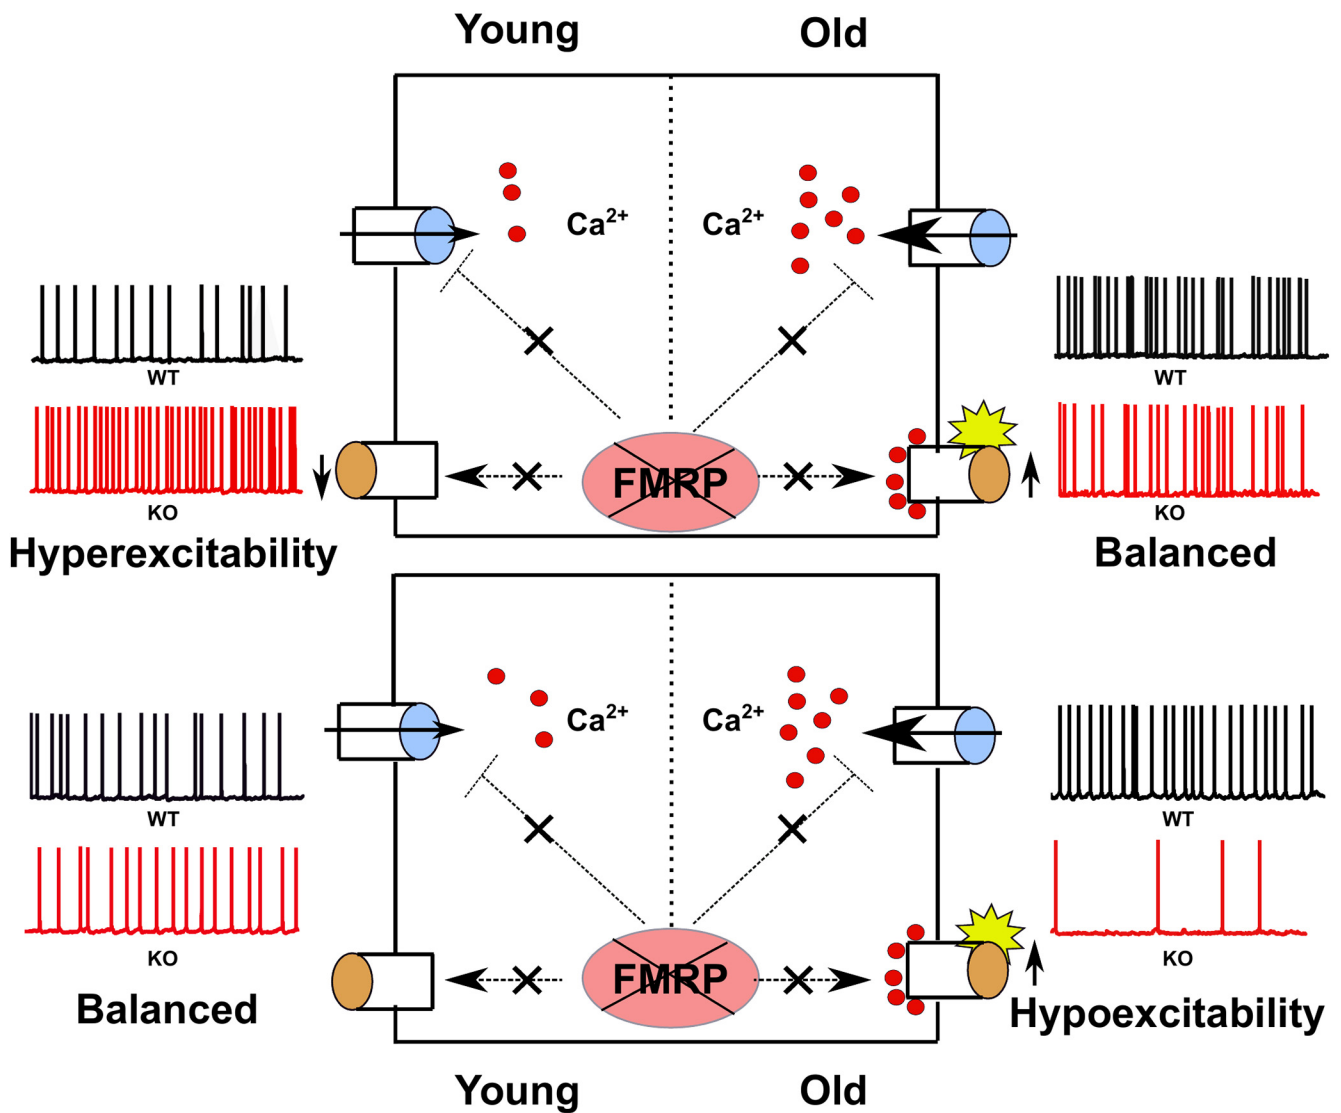 Young
Old
Ca2+
Ca2+
WT
WT
FMRP
KO
KO
Hyperexcitability
Balanced
Ca2+
Ca2+
WT
WT
KO
KO
FMRP
Balanced
Hypoexcitability
Young
Old